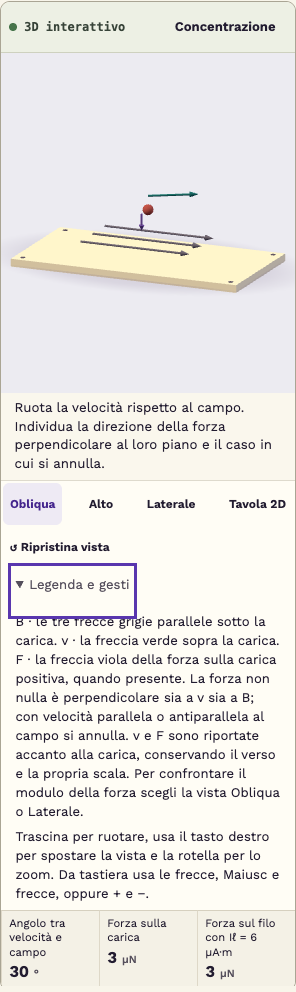 3D interattivo
Concentrazione
Ruota la velocità rispetto al campo.
Individua la direzione della forza
perpendicolare al loro piano e il caso in
cui si annulla.
Obliqua Alto Laterale Tavola 2D
↺ Ripristina vista
▼ Legenda e gesti
B · le tre frecce grigie parallele sotto la
carica. v · la freccia verde sopra la carica.
F · la freccia viola della forza sulla carica
positiva, quando presente. La forza non
nulla è perpendicolare sia a v sia a B;
con velocità parallela o antiparallela al
campo si annulla. v e F sono riportate
accanto alla carica, conservando il verso
e la propria scala. Per confrontare il
modulo della forza scegli la vista Obliqua
o Laterale.
Trascina per ruotare, usa il tasto destro
per spostare la vista e la rotella per lo
zoom. Da tastiera usa le frecce, Maiusc e
frecce, oppure + e −.
Angolo tra
velocità e
campo
30 °
Forza sulla
carica
3 µN
Forza sul filo
con Iℓ = 6
µA·m
3 µN